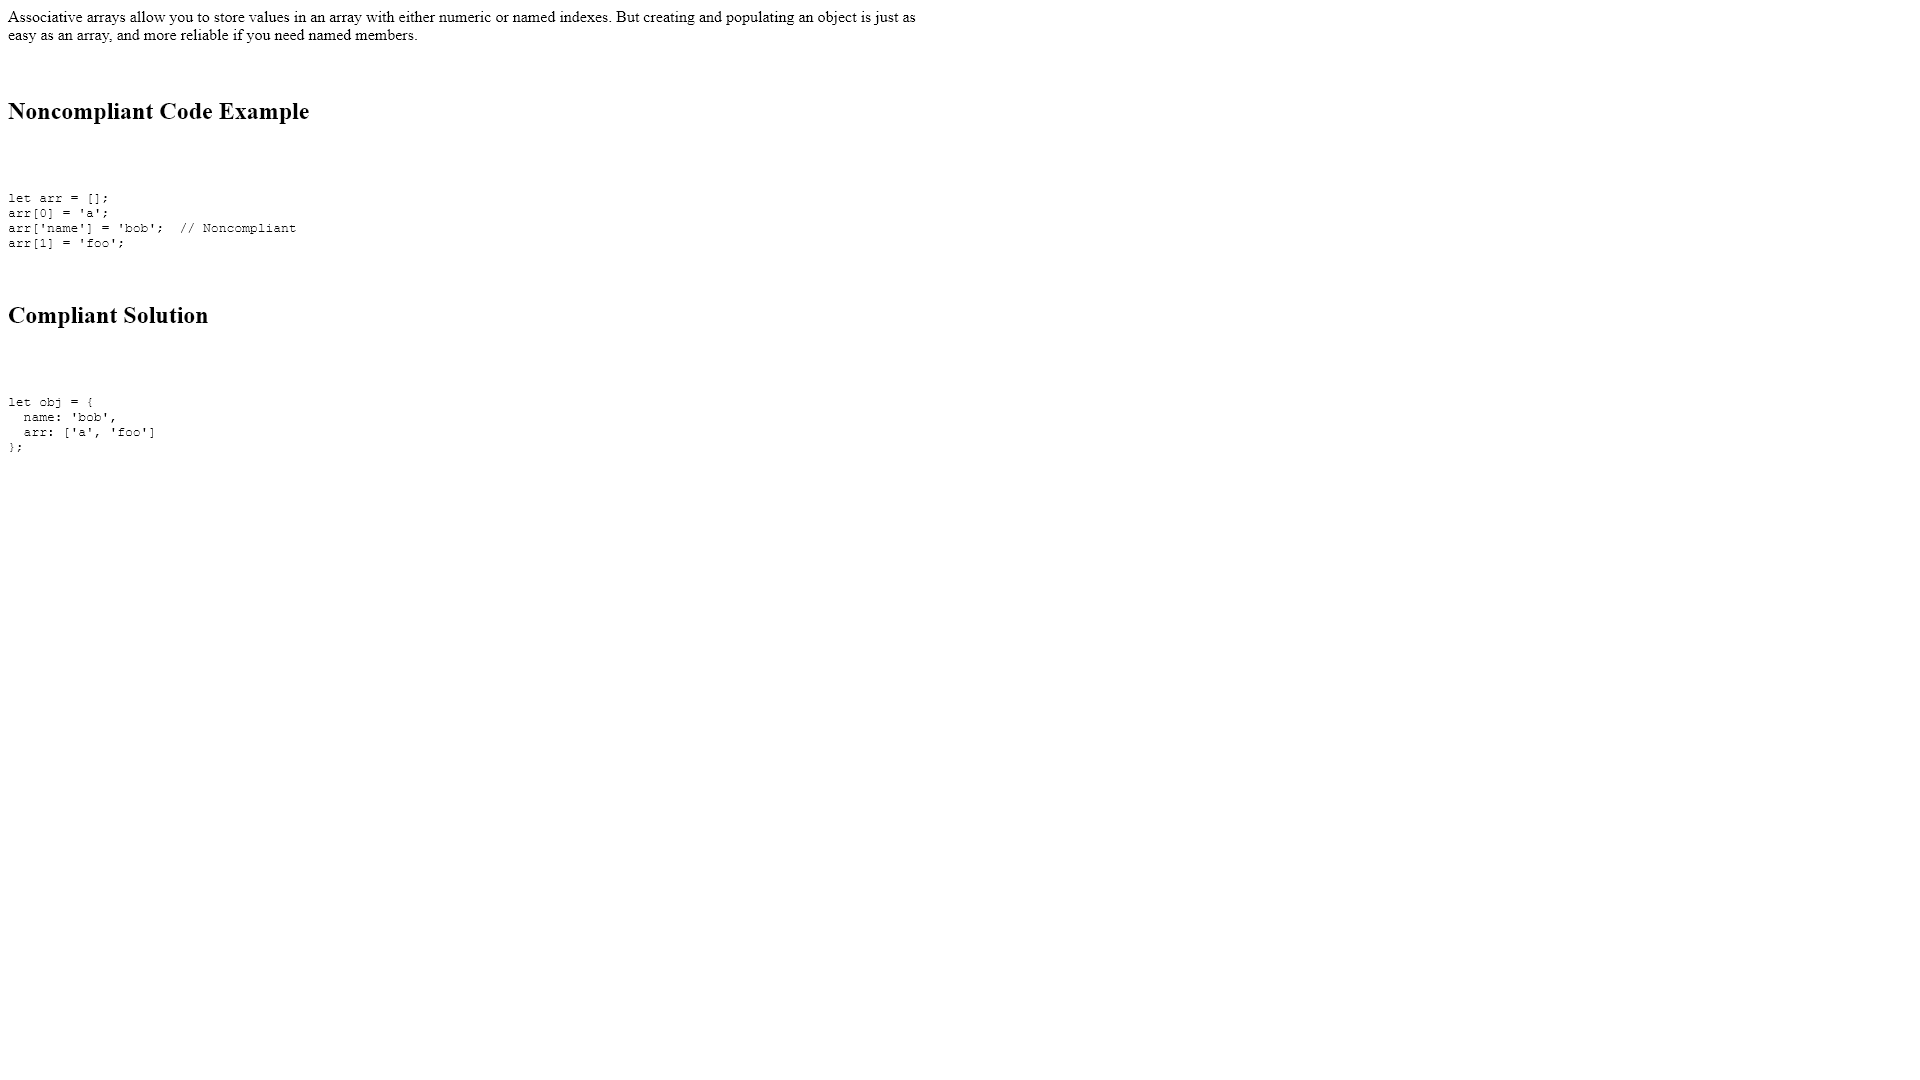 Associative arrays allow you to store values in an array with either numeric or named indexes. But creating and populating an object is just as
easy as an array, and more reliable if you need named members.
Noncompliant Code Example
let arr = [];
arr[0] = 'a';
arr['name'] = 'bob';  // Noncompliant
arr[1] = 'foo';
Compliant Solution
let obj = {
  name: 'bob',
  arr: ['a', 'foo']
};